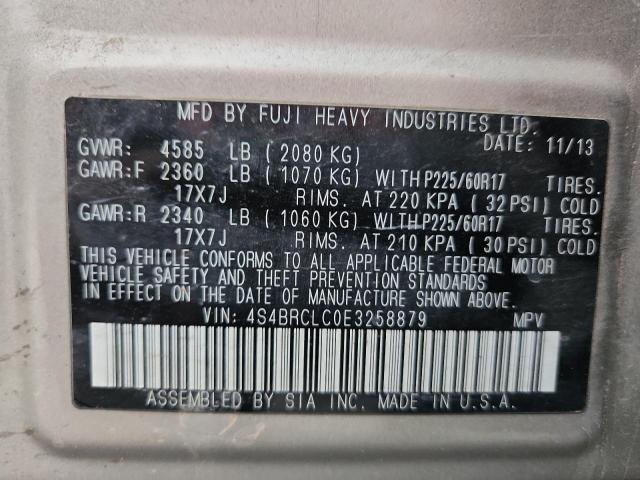 MFD BY FUJI HEAVY INDUSTRIES LTD.
DATE: 11/13
GVWR: 4585 LB ( 2080 KG)
GAWR:F 2360 LB ( 1070 KG) WITH P225/60R17 TIRES.
17X7J RIMS. AT 220 KPA ( 32 PSI) COLD
GAWR:R 2340 LB ( 1060 KG) WITH P225/60R17 TIRES.
17X7J RIMS. AT 210 KPA ( 30 PSI) COLD
THIS VEHICLE CONFORMS TO ALL APPLICABLE FEDERAL MOTOR
VEHICLE SAFETY AND THEFT PREVENTION STANDARDS
IN EFFECT ON THE DATE OF MANUFACTURE SHOWN ABOVE.
VIN: 4S4BRCLC0E3258879 MPV
ASSEMBLED BY SIA INC. MADE IN U.S.A.